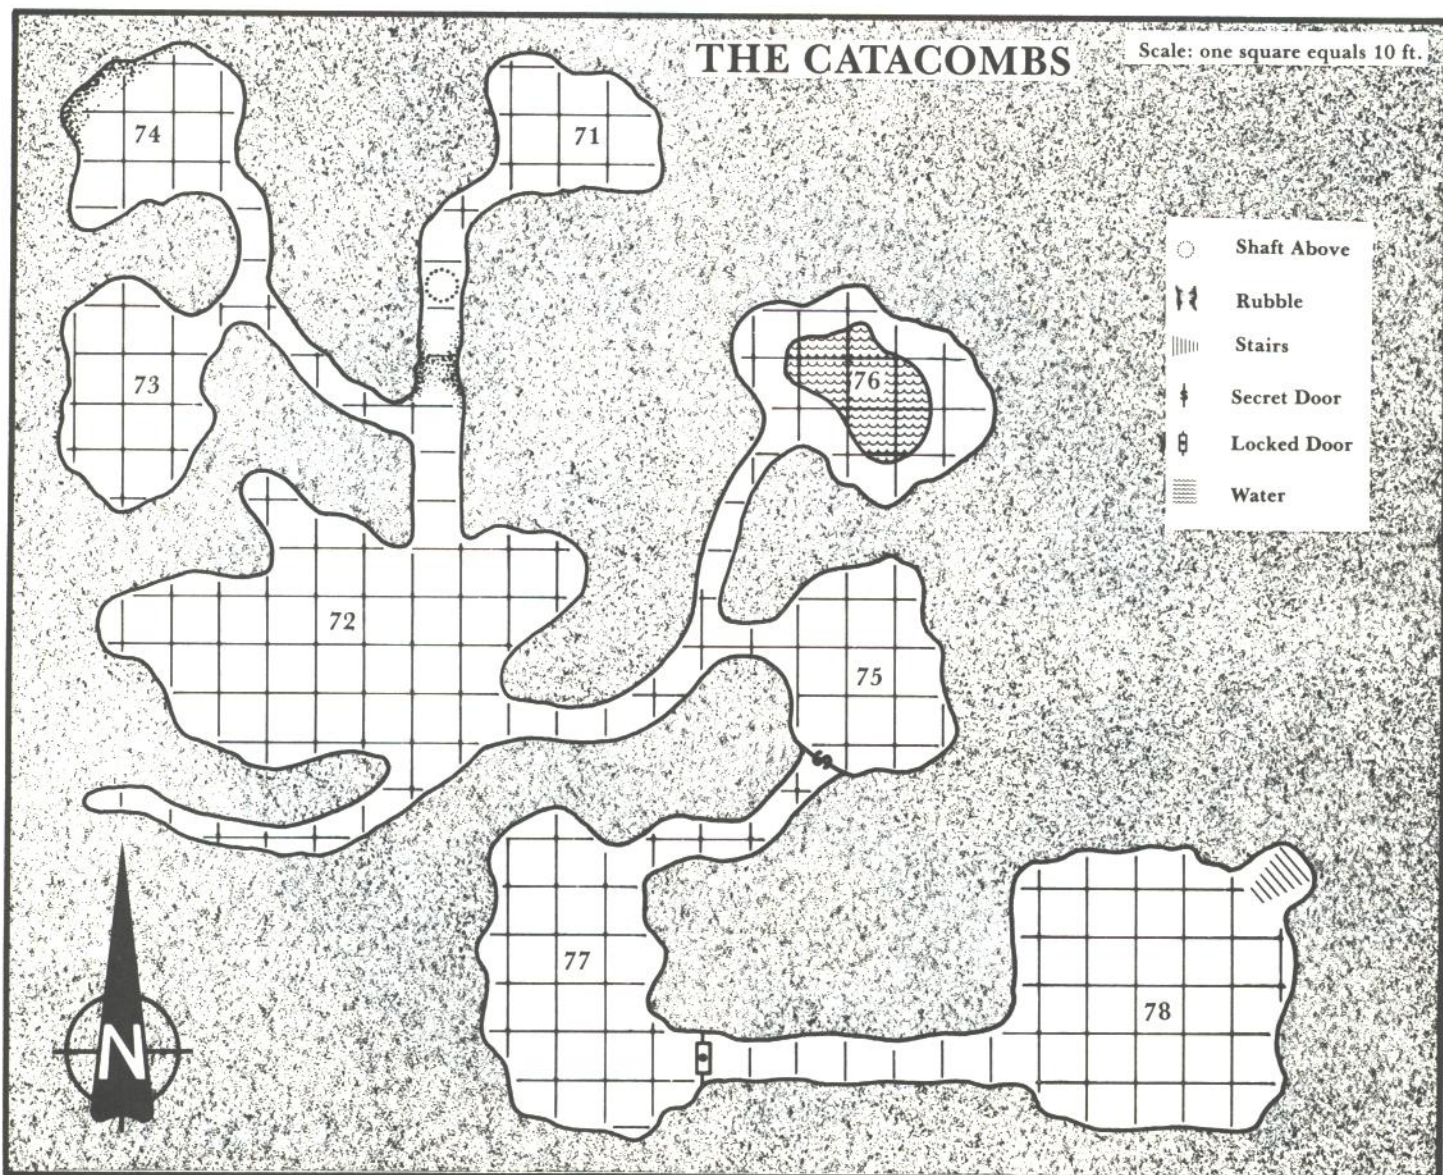 THE CATACOMBS
Scale: one square equals 10 ft.
74
71
Shaft Above
Rubble
Stairs
S Secret Door
Locked Door
Water
76
73
72
75
S
77
78
N